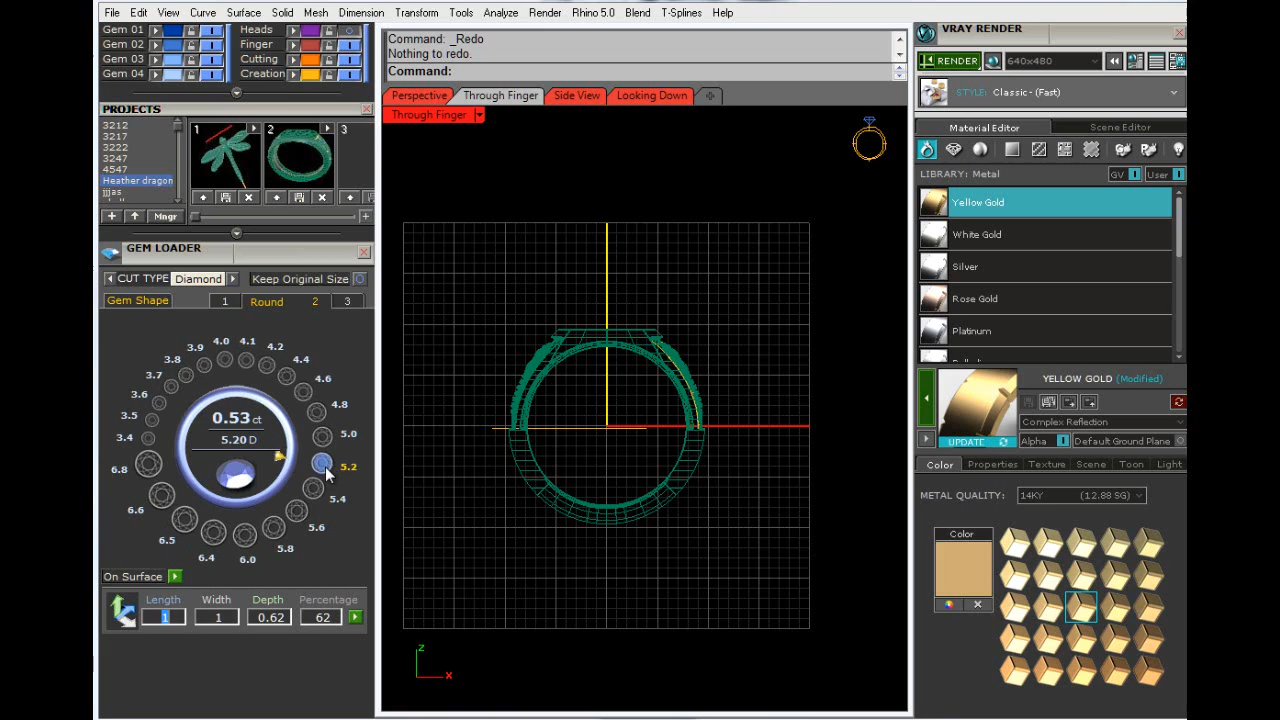 File Edit View Curve Surface Solid Mesh Dimension Transform Tools Analyze Render Rhino 5.0 Blend T-Splines Help
Gem 01 Heads
Gem 02 Finger
Gem 03 Cutting
Gem 04 Creation
PROJECTS
3212
3217
3222
3247
4547
Heather dragon
1 2 3
Mngr
GEM LOADER
CUT TYPE Diamond Keep Original Size
Gem Shape 1 Round 2 3
4.0 4.1
3.9 4.2
3.8 4.4
3.7 4.6
3.6 4.8
3.5
3.4 5.0
0.53 ct
5.20 D
6.8 5.2
6.6 5.4
6.5 5.6
6.4 6.0 5.8
On Surface
Length Width Depth Percentage
1 1 0.62 62
Command: _Redo
Nothing to redo.
Command:
Perspective Through Finger Side View Looking Down
Through Finger
z
x
VRAY RENDER
RENDER 640x480
STYLE: Classic - (Fast)
Material Editor Scene Editor
LIBRARY: Metal GV User
Yellow Gold
White Gold
Silver
Rose Gold
Platinum
YELLOW GOLD (Modified)
Complex Reflection
UPDATE Alpha Default Ground Plane
Color Properties Texture Scene Toon Light
METAL QUALITY: 14KY (12.88 SG)
Color